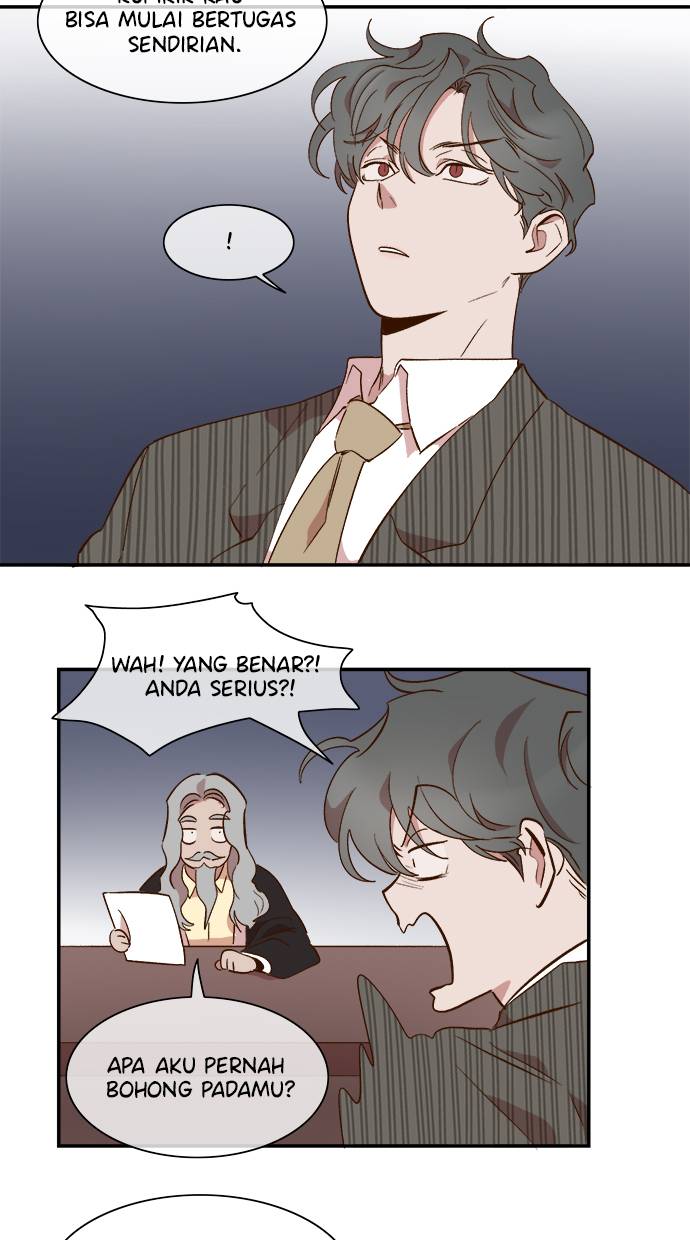 BISA MULAI BERTUGAS
SENDIRIAN.
!
WAH! YANG BENAR?!
ANDA SERIUS?!
APA AKU PERNAH
BOHONG PADAMU?